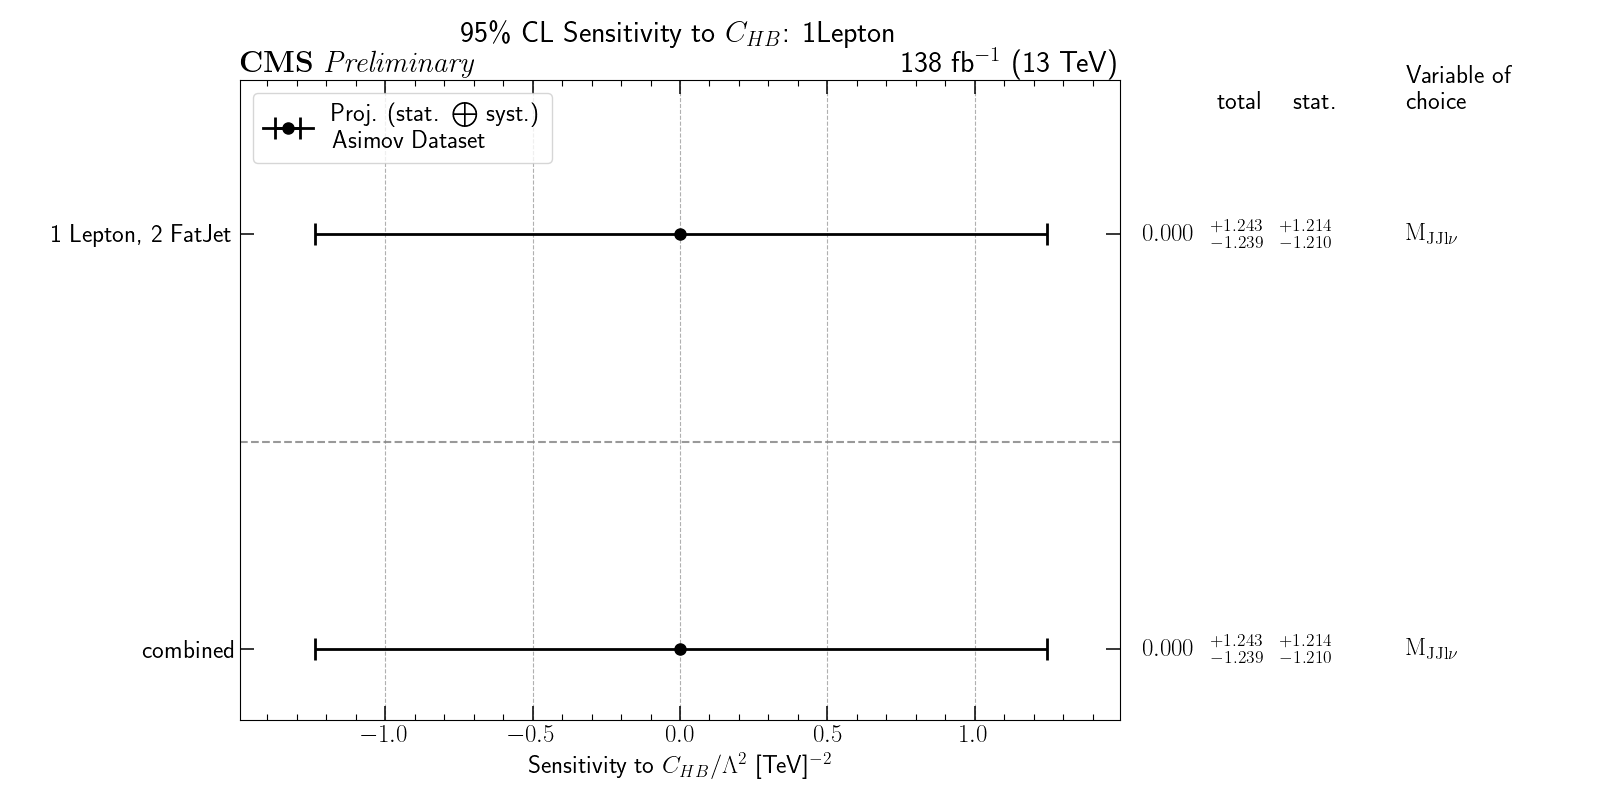 95% CL Sensitivity to C_{HB}: 1Lepton
CMS Preliminary 138 fb^{-1} (13 TeV)
Proj. (stat. ⨁ syst.)
Asimov Dataset
total stat. Variable of
choice
1 Lepton, 2 FatJet 0.000 +1.243 −1.239 +1.214 −1.210 M_{JJlν}
combined 0.000 +1.243 −1.239 +1.214 −1.210 M_{JJlν}
−1.0 −0.5 0.0 0.5 1.0
Sensitivity to C_{HB}/Λ^2 [TeV]^{−2}